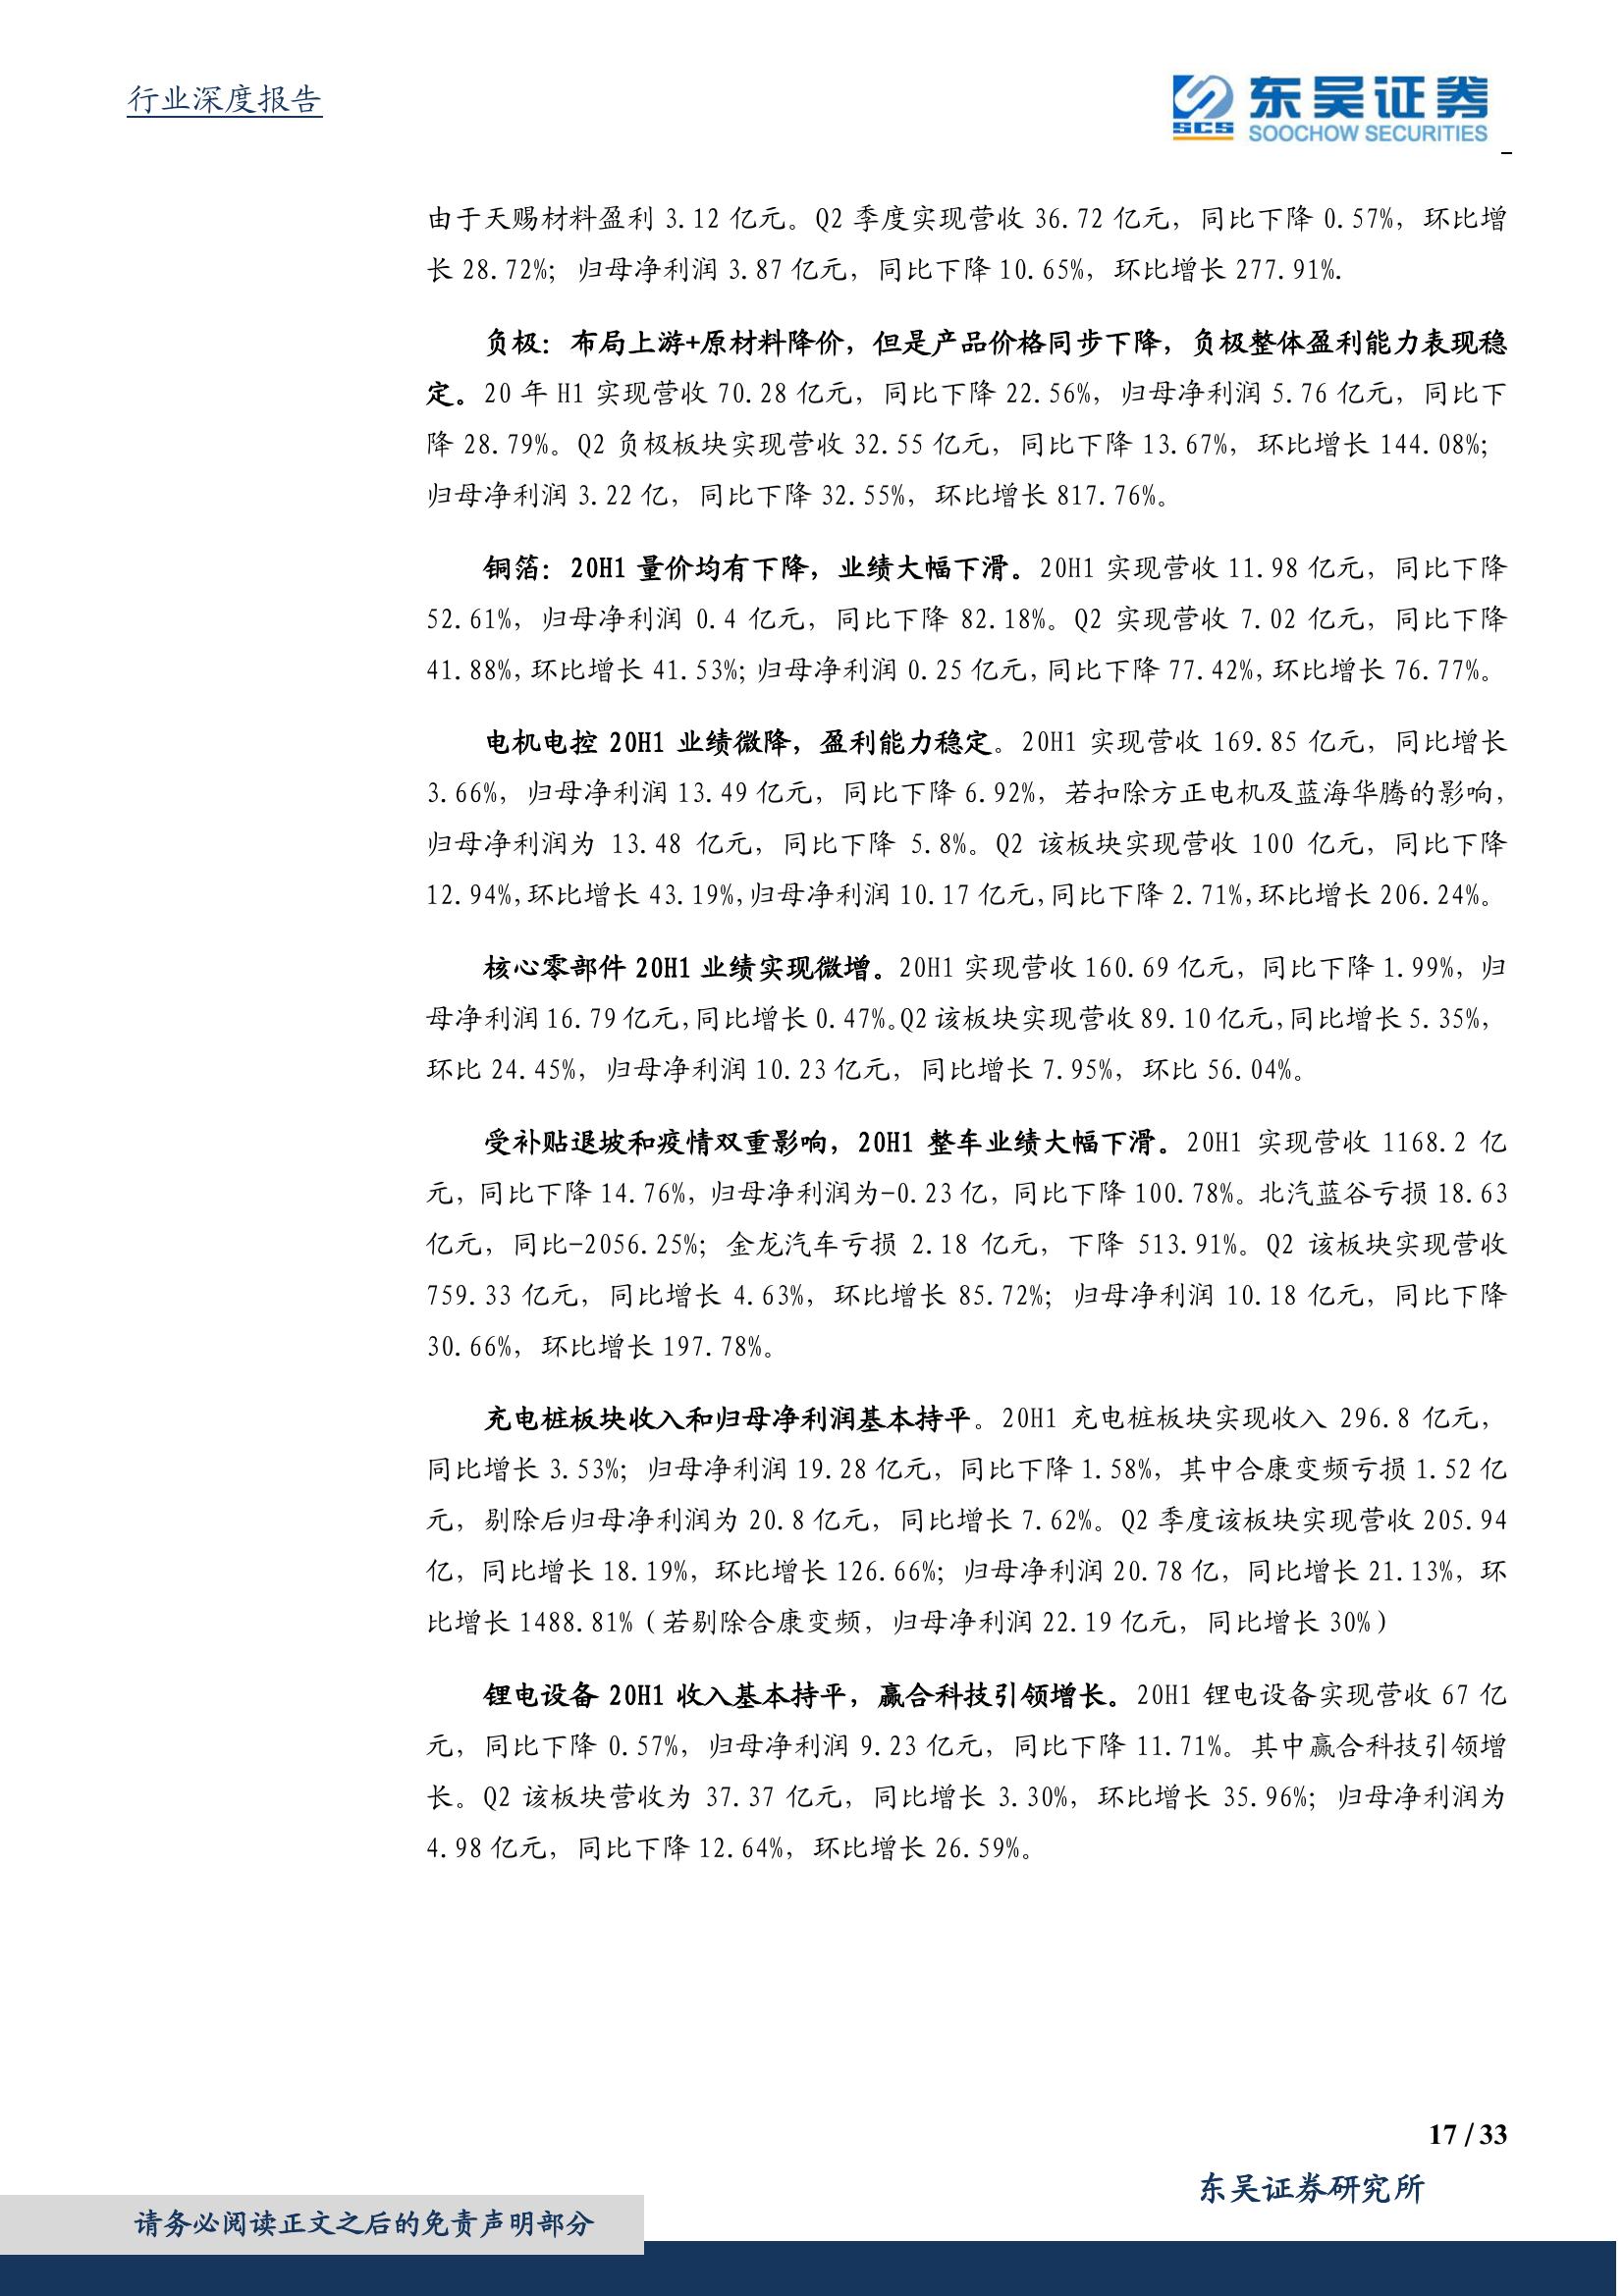 行业深度报告
SCS
东吴证券
SOOCHOW SECURITIES
由于天赐材料盈利 3.12 亿元。Q2 季度实现营收 36.72 亿元，同比下降 0.57%，环比增
长 28.72%；归母净利润 3.87 亿元，同比下降 10.65%，环比增长 277.91%.
负极：布局上游+原材料降价，但是产品价格同步下降，负极整体盈利能力表现稳
定。20 年 H1 实现营收 70.28 亿元，同比下降 22.56%，归母净利润 5.76 亿元，同比下
降 28.79%。Q2 负极板块实现营收 32.55 亿元，同比下降 13.67%，环比增长 144.08%；
归母净利润 3.22 亿，同比下降 32.55%，环比增长 817.76%。
铜箔：20H1 量价均有下降，业绩大幅下滑。20H1 实现营收 11.98 亿元，同比下降
52.61%，归母净利润 0.4 亿元，同比下降 82.18%。Q2 实现营收 7.02 亿元，同比下降
41.88%，环比增长 41.53%；归母净利润 0.25 亿元，同比下降 77.42%，环比增长 76.77%。
电机电控 20H1 业绩微降，盈利能力稳定。20H1 实现营收 169.85 亿元，同比增长
3.66%，归母净利润 13.49 亿元，同比下降 6.92%，若扣除方正电机及蓝海华腾的影响，
归母净利润为 13.48 亿元，同比下降 5.8%。Q2 该板块实现营收 100 亿元，同比下降
12.94%，环比增长 43.19%，归母净利润 10.17 亿元，同比下降 2.71%，环比增长 206.24%。
核心零部件 20H1 业绩实现微增。20H1 实现营收 160.69 亿元，同比下降 1.99%，归
母净利润 16.79 亿元，同比增长 0.47%。Q2 该板块实现营收 89.10 亿元，同比增长 5.35%，
环比 24.45%，归母净利润 10.23 亿元，同比增长 7.95%，环比 56.04%。
受补贴退坡和疫情双重影响，20H1 整车业绩大幅下滑。20H1 实现营收 1168.2 亿
元，同比下降 14.76%，归母净利润为-0.23 亿，同比下降 100.78%。北汽蓝谷亏损 18.63
亿元，同比-2056.25%；金龙汽车亏损 2.18 亿元，下降 513.91%。Q2 该板块实现营收
759.33 亿元，同比增长 4.63%，环比增长 85.72%；归母净利润 10.18 亿元，同比下降
30.66%，环比增长 197.78%。
充电桩板块收入和归母净利润基本持平。20H1 充电桩板块实现收入 296.8 亿元，
同比增长 3.53%；归母净利润 19.28 亿元，同比下降 1.58%，其中合康变频亏损 1.52 亿
元，剔除后归母净利润为 20.8 亿元，同比增长 7.62%。Q2 季度该板块实现营收 205.94
亿，同比增长 18.19%，环比增长 126.66%；归母净利润 20.78 亿，同比增长 21.13%，环
比增长 1488.81%（若剔除合康变频，归母净利润 22.19 亿元，同比增长 30%）
锂电设备 20H1 收入基本持平，赢合科技引领增长。20H1 锂电设备实现营收 67 亿
元，同比下降 0.57%，归母净利润 9.23 亿元，同比下降 11.71%。其中赢合科技引领增
长。Q2 该板块营收为 37.37 亿元，同比增长 3.30%，环比增长 35.96%；归母净利润为
4.98 亿元，同比下降 12.64%，环比增长 26.59%。
17 / 33
东吴证券研究所
请务必阅读正文之后的免责声明部分